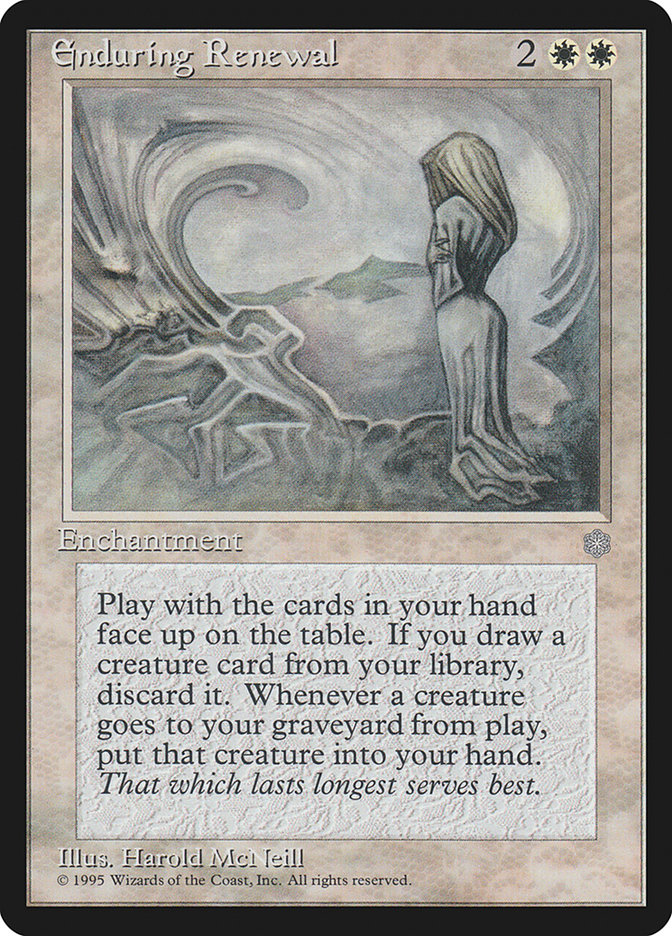 Enduring Renewal 2
Enchantment
Play with the cards in your hand
face up on the table. If you draw a
creature card from your library,
discard it. Whenever a creature
goes to your graveyard from play,
put that creature into your hand.
That which lasts longest serves best.
Illus. Harold McNeill
© 1995 Wizards of the Coast, Inc. All rights reserved.